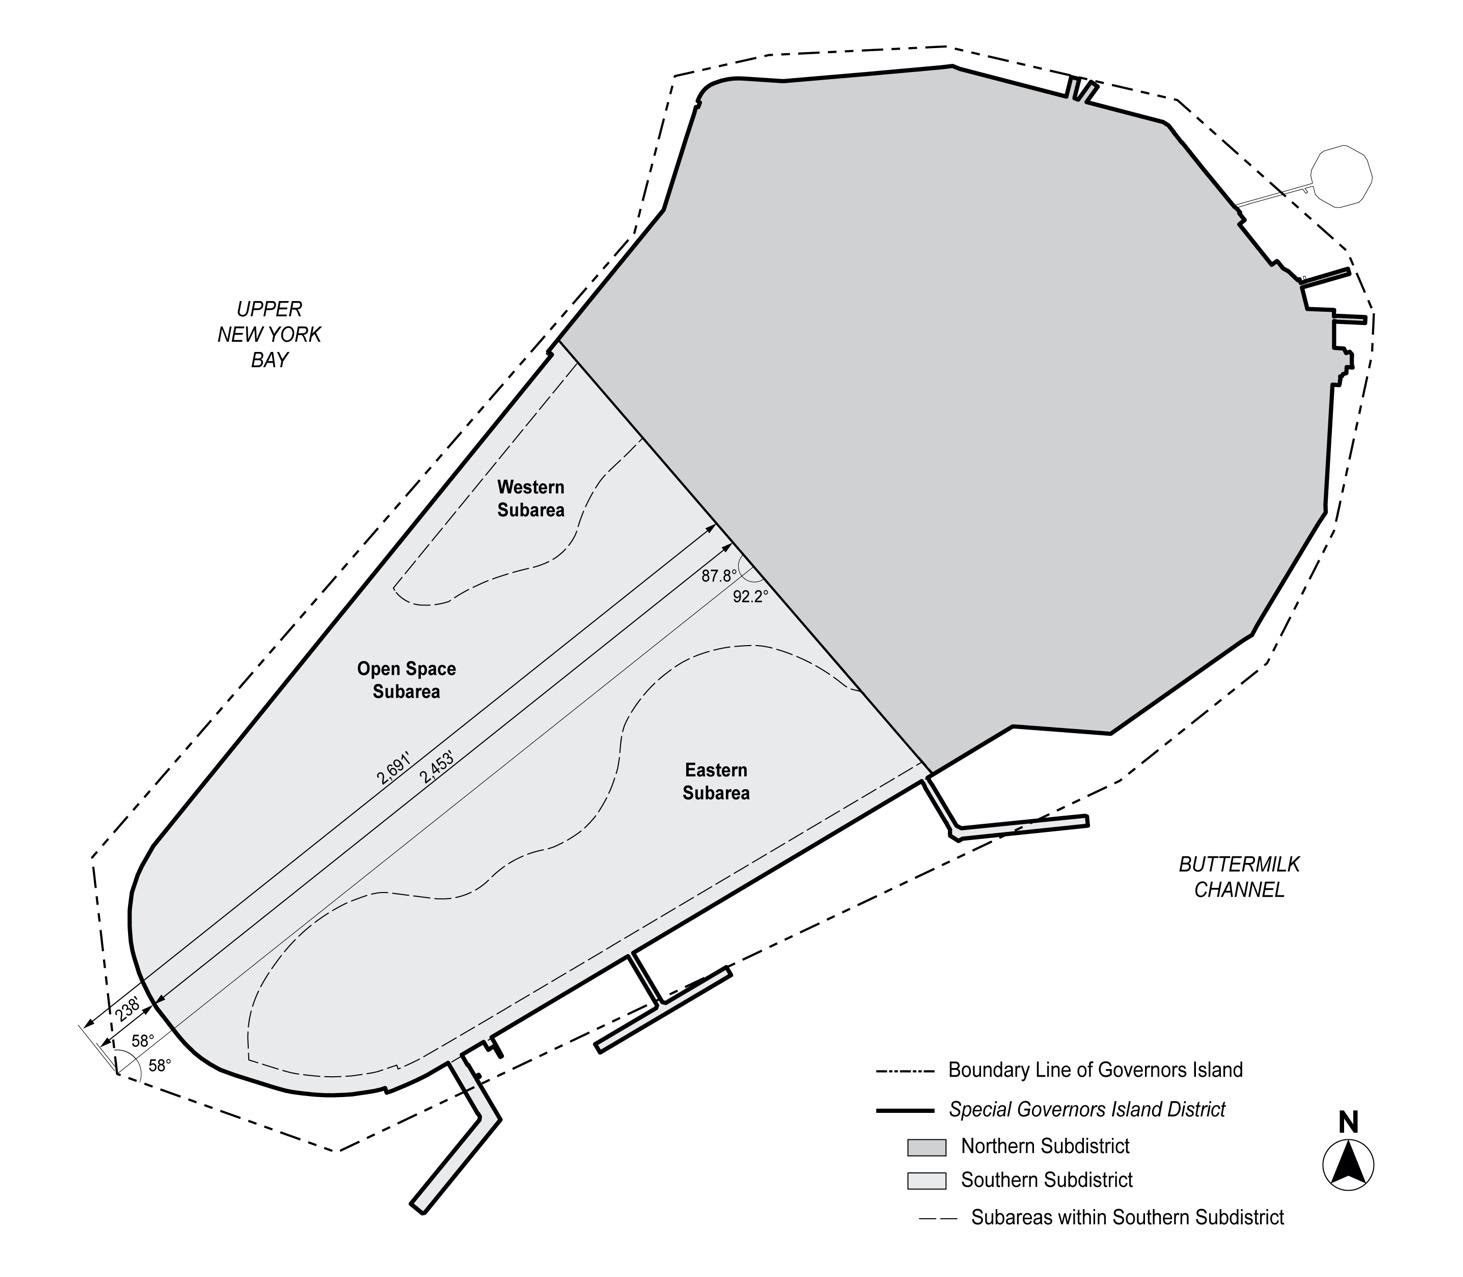 UPPER
NEW YORK
BAY
Western
Subarea
87.8°
92.2°
Open Space
Subarea
2,691'
2,453'
Eastern
Subarea
BUTTERMILK
CHANNEL
238'
58°
58°
Boundary Line of Governors Island
Special Governors Island District
Northern Subdistrict
Southern Subdistrict
Subareas within Southern Subdistrict
N